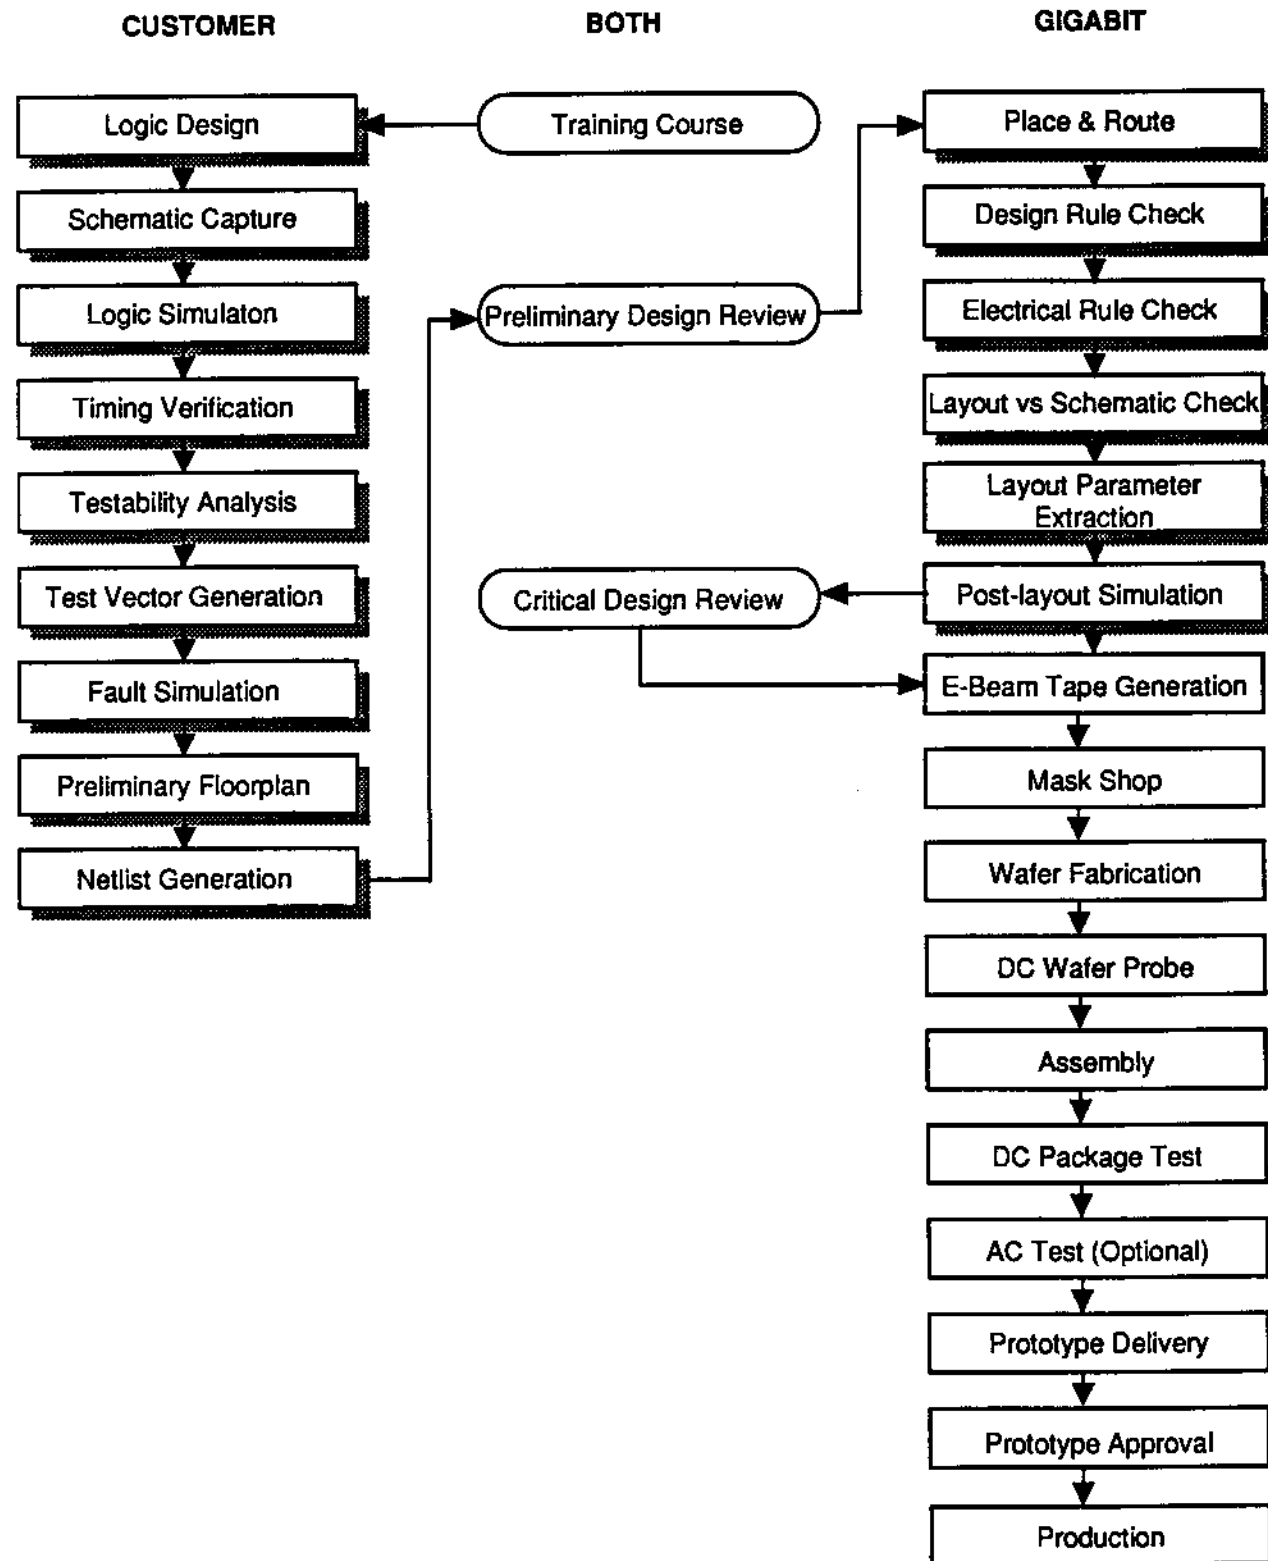 CUSTOMER
BOTH
GIGABIT
Logic Design
Schematic Capture
Logic Simulaton
Timing Verification
Testability Analysis
Test Vector Generation
Fault Simulation
Preliminary Floorplan
Netlist Generation
Training Course
Preliminary Design Review
Critical Design Review
Place & Route
Design Rule Check
Electrical Rule Check
Layout vs Schematic Check
Layout Parameter
Extraction
Post-layout Simulation
E-Beam Tape Generation
Mask Shop
Wafer Fabrication
DC Wafer Probe
Assembly
DC Package Test
AC Test (Optional)
Prototype Delivery
Prototype Approval
Production